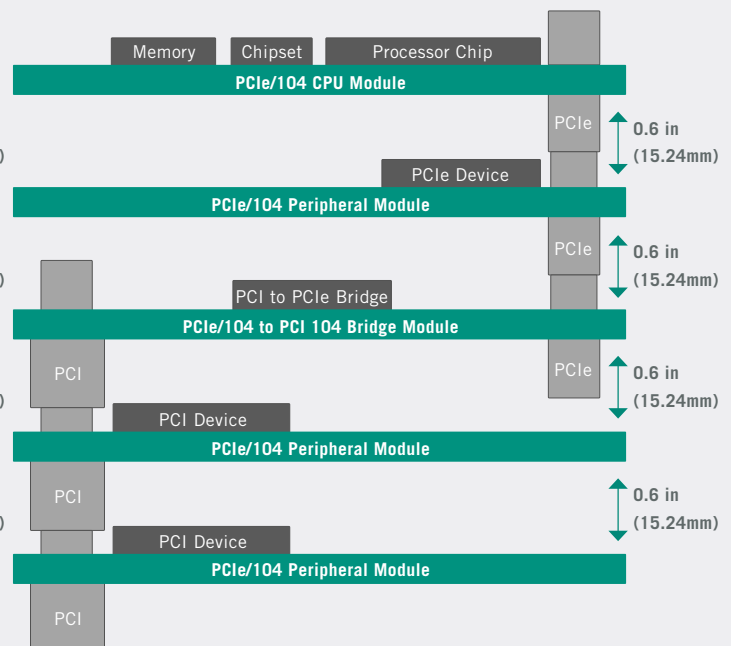 Memory
Chipset
Processor Chip
PCIe/104 CPU Module
PCIe
0.6 in
(15.24mm)
)
PCIe Device
PCIe/104 Peripheral Module
PCIe
0.6 in
(15.24mm)
)
PCI to PCIe Bridge
PCIe/104 to PCI 104 Bridge Module
PCI
PCIe
0.6 in
(15.24mm)
)
PCI Device
PCIe/104 Peripheral Module
PCI
0.6 in
(15.24mm)
)
PCI Device
PCIe/104 Peripheral Module
PCI